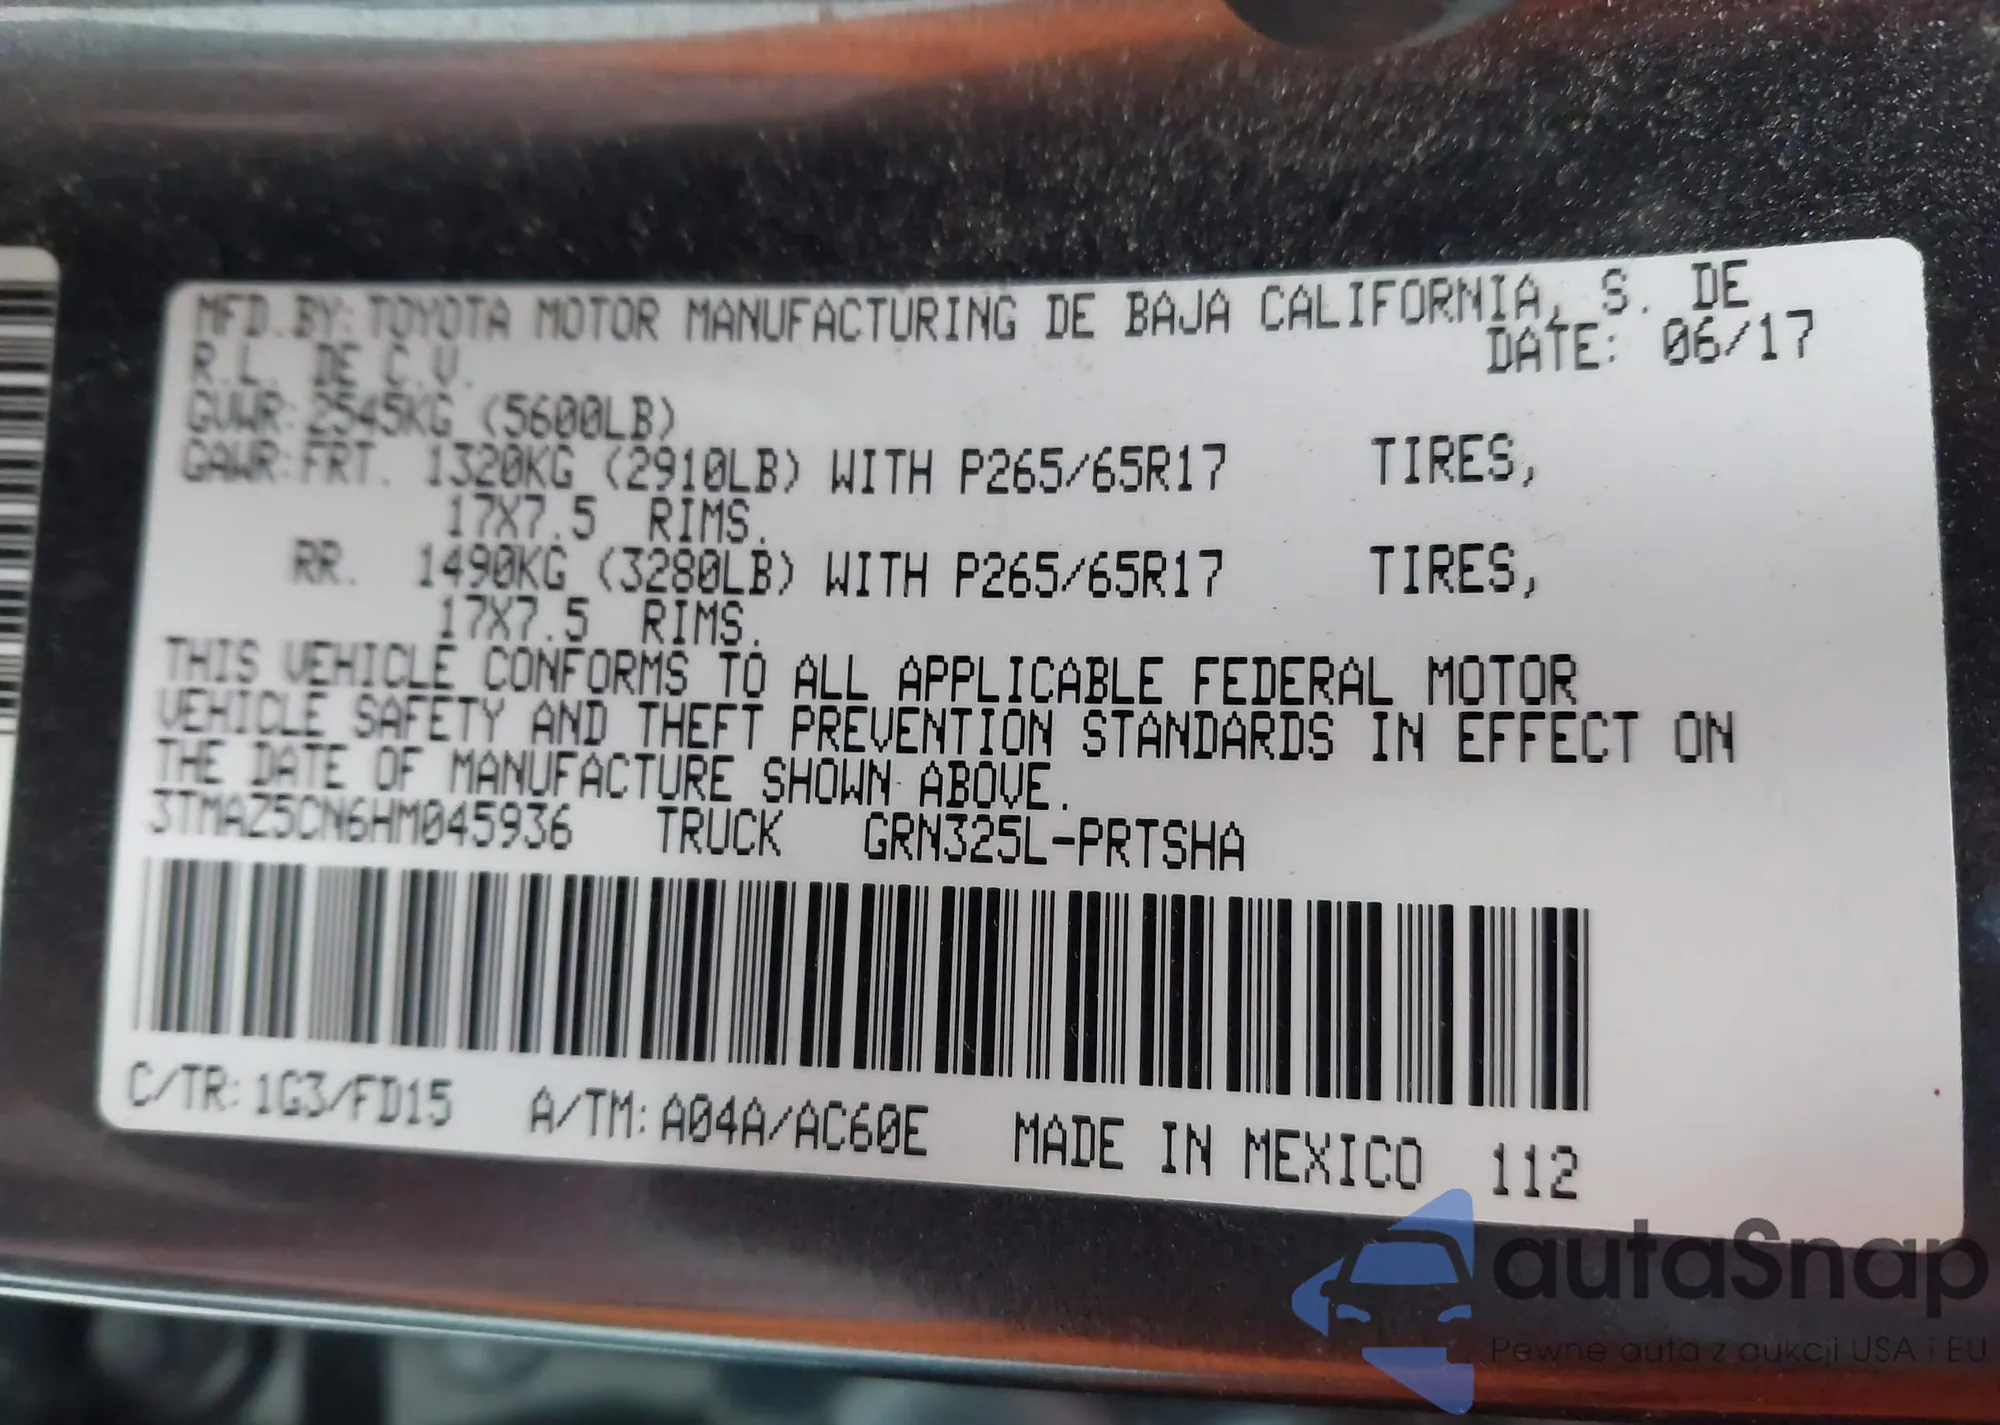 MFD.BY:TOYOTA MOTOR MANUFACTURING DE BAJA CALIFORNIA, S. DE
R.L. DE C.V. DATE: 06/17
GVWR:2545KG (5600LB)
GAWR:FRT. 1320KG (2910LB) WITH P265/65R17 TIRES,
17X7.5 RIMS.
RR. 1490KG (3280LB) WITH P265/65R17 TIRES,
17X7.5 RIMS.
THIS VEHICLE CONFORMS TO ALL APPLICABLE FEDERAL MOTOR
VEHICLE SAFETY AND THEFT PREVENTION STANDARDS IN EFFECT ON
THE DATE OF MANUFACTURE SHOWN ABOVE.
3TMAZ5CN6HM045936 TRUCK GRN325L-PRTSHA
C/TR:1G3/FD15 A/TM:A04A/AC60E MADE IN MEXICO 112
autaSnap
Pewne auta z aukcji USA i EU